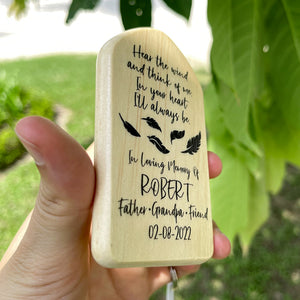 Hear the wind
and think of me
In your heart
I'll always be
In Loving Memory Of
ROBERT
Father • Grandpa • Friend
02-08-2022